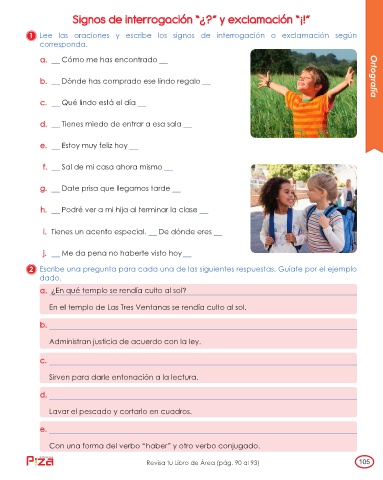 Signos de interrogación "¿?" y exclamación "¡!"
1 Lee las oraciones y escribe los signos de interrogación o exclamación según
corresponda.
a. __ Cómo me has encontrado __
b. __ Dónde has comprado ese lindo regalo __
c. __ Qué lindo está el día __
d. __ Tienes miedo de entrar a esa sala __
e. __ Estoy muy feliz hoy __
f. __ Sal de mi casa ahora mismo __
g. __ Date prisa que llegamos tarde __
h. __ Podré ver a mi hija al terminar la clase __
i. Tienes un acento especial. __ De dónde eres __
j. __ Me da pena no haberte visto hoy __
Ortografía
2 Escribe una pregunta para cada una de las siguientes respuestas. Guíate por el ejemplo
dado.
a. ¿En qué templo se rendía culto al sol?
En el templo de Las Tres Ventanas se rendía culto al sol.
b.
Administran justicia de acuerdo con la ley.
c.
Sirven para darle entonación a la lectura.
d.
Lavar el pescado y cortarlo en cuadros.
e.
Con una forma del verbo "haber" y otro verbo conjugado.
Pizza
Revisa tu Libro de Área (pág. 90 al 93)
105